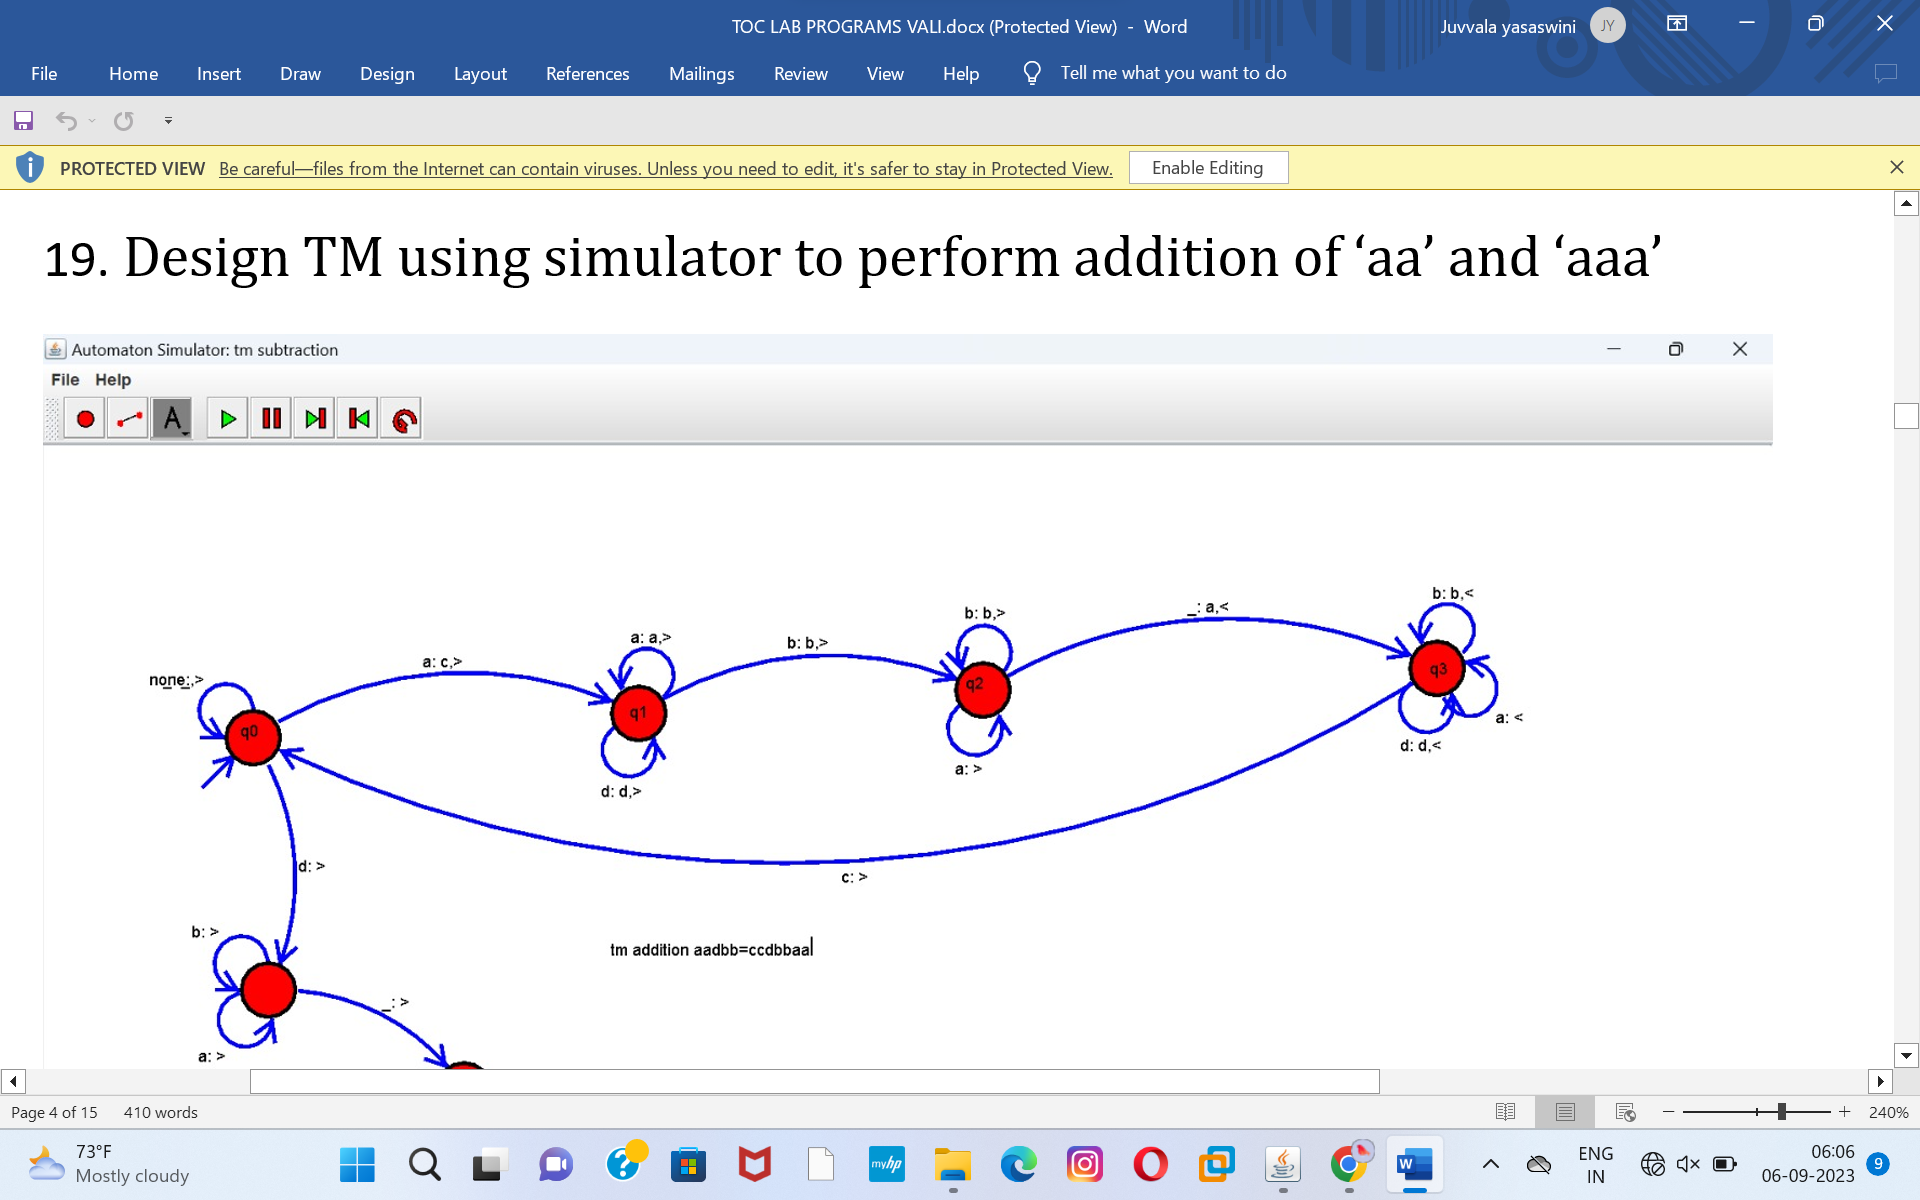 TOC LAB PROGRAMS VALI.docx (Protected View) - Word
Juvvala yasaswini JY
File Home Insert Draw Design Layout References Mailings Review View Help Tell me what you want to do
PROTECTED VIEW Be careful—files from the Internet can contain viruses. Unless you need to edit, it's safer to stay in Protected View. Enable Editing
19. Design TM using simulator to perform addition of ‘aa’ and ‘aaa’
Automaton Simulator: tm subtraction
File Help
A
b: b,<
_: a,<
b: b,>
a: a,>
b: b,>
a: c,>
q3
none:_,>
q2
q1
a: <
q0
d: d,<
a: >
d: d,>
d: >
c: >
b: >
tm addition aadbb=ccdbbaa
_: >
a: >
Page 4 of 15 410 words
240%
73°F
Mostly cloudy
myhp
W
ENG
IN
06:06
06-09-2023
9